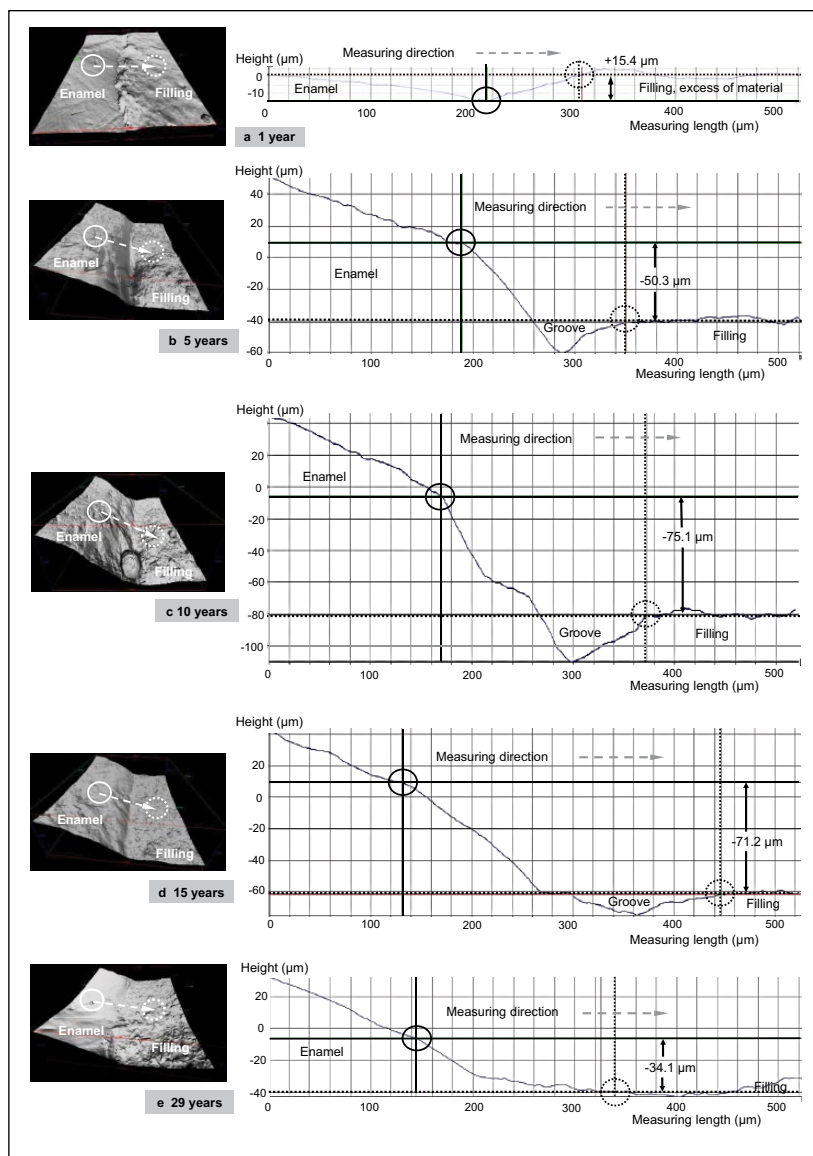 Height (µm)
Measuring direction
+15.4 µm
0
-10
Enamel
Filling, excess of material
Enamel
Filling
0 100 200 300 400 500
Measuring length (µm)
a 1 year
Height (µm)
40
20
0
-20
-40
-60
Measuring direction
Enamel
-50.3 µm
Groove
Filling
Enamel
Filling
0 100 200 300 400 500
Measuring length (µm)
b 5 years
Height (µm)
40
20
0
-20
-40
-60
-80
-100
Measuring direction
Enamel
-75.1 µm
Groove
Filling
Enamel
Filling
0 100 200 300 400 500
Measuring length (µm)
c 10 years
Height (µm)
20
0
-20
-40
-60
Measuring direction
-71.2 µm
Groove
Filling
Enamel
Filling
0 100 200 300 400 500
Measuring length (µm)
d 15 years
Height (µm)
20
0
-20
-40
Measuring direction
Enamel
-34.1 µm
Filling
Enamel
Filling
0 100 200 300 400 500
Measuring length (µm)
e 29 years